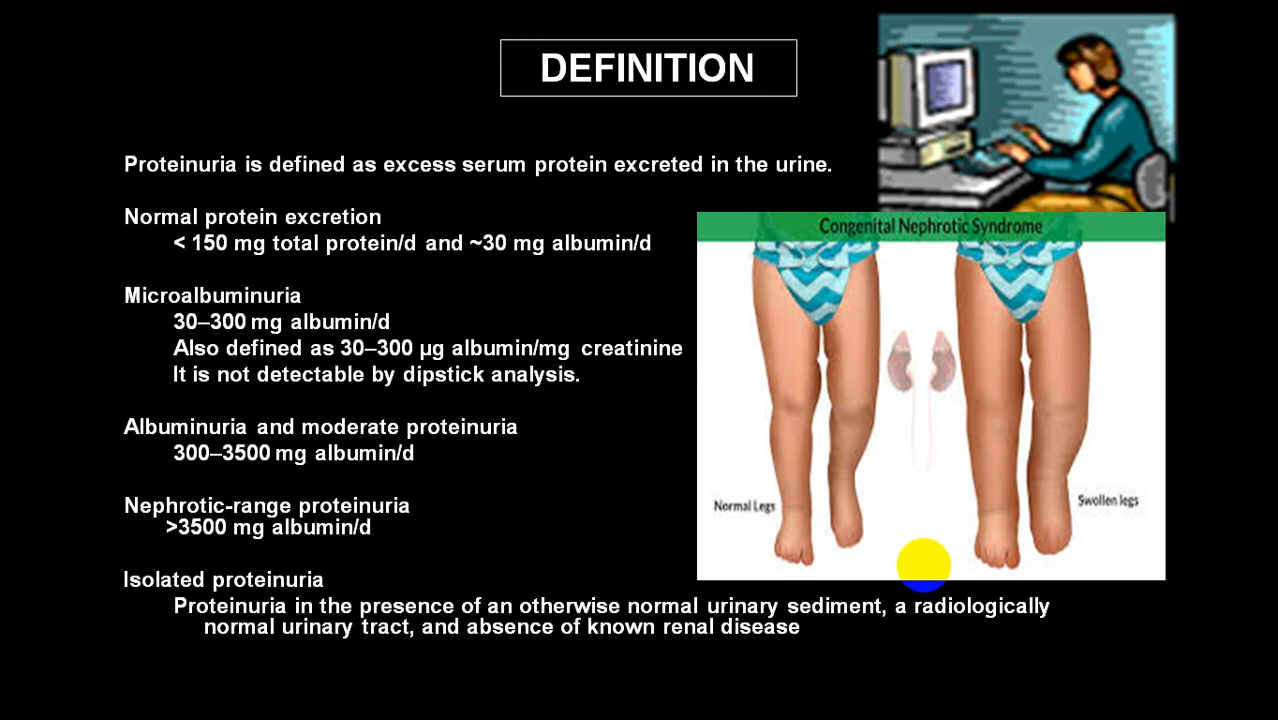 DEFINITION
Proteinuria is defined as excess serum protein excreted in the urine.
Normal protein excretion
< 150 mg total protein/d and ~30 mg albumin/d
Microalbuminuria
30–300 mg albumin/d
Also defined as 30–300 µg albumin/mg creatinine
It is not detectable by dipstick analysis.
Albuminuria and moderate proteinuria
300–3500 mg albumin/d
Nephrotic-range proteinuria
>3500 mg albumin/d
Isolated proteinuria
Proteinuria in the presence of an otherwise normal urinary sediment, a radiologically
normal urinary tract, and absence of known renal disease
Congenital Nephrotic Syndrome
Normal Legs
Swollen legs